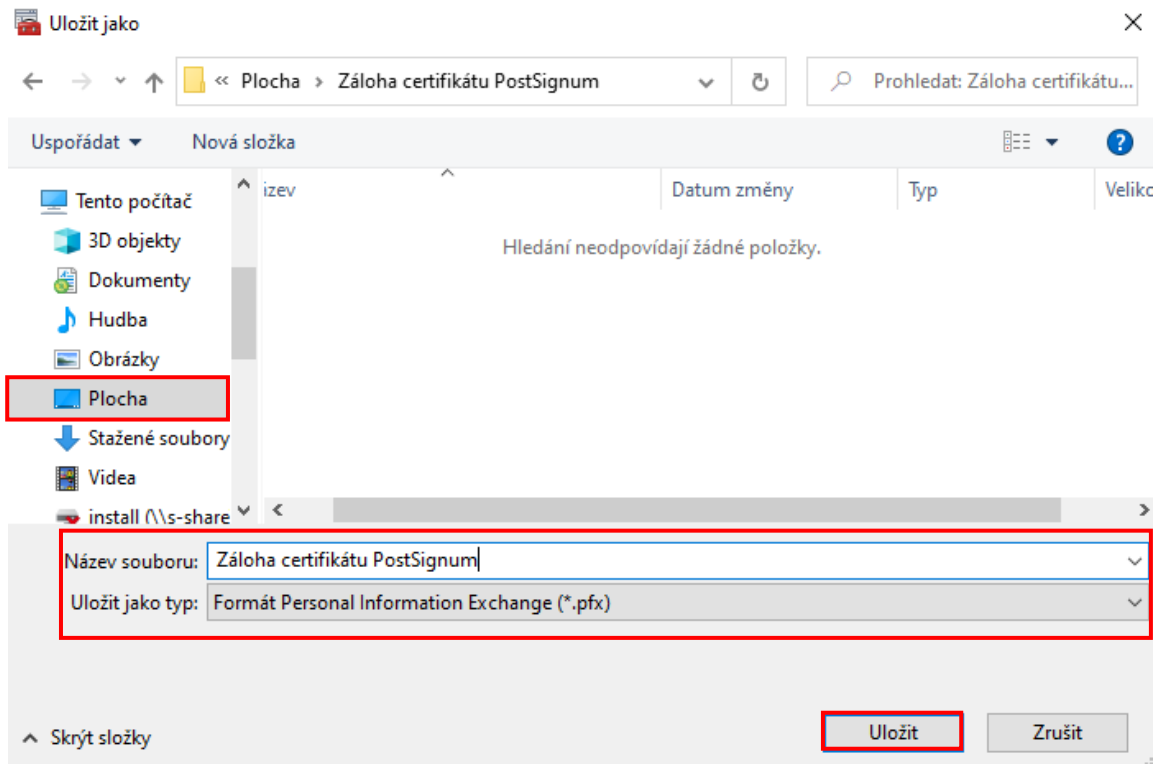 Uložit jako
« Plocha › Záloha certifikátu PostSignum
Prohledat: Záloha certifikátu...
Uspořádat
Nová složka
?
izev
Datum změny
Typ
Veliko
Tento počítač
3D objekty
Dokumenty
Hudba
Obrázky
Plocha
Stažené soubory
Videa
install (\\s-share
Hledání neodpovídají žádné položky.
Název souboru: Záloha certifikátu PostSignum
Uložit jako typ: Formát Personal Information Exchange (*.pfx)
Skrýt složky
Uložit
Zrušit